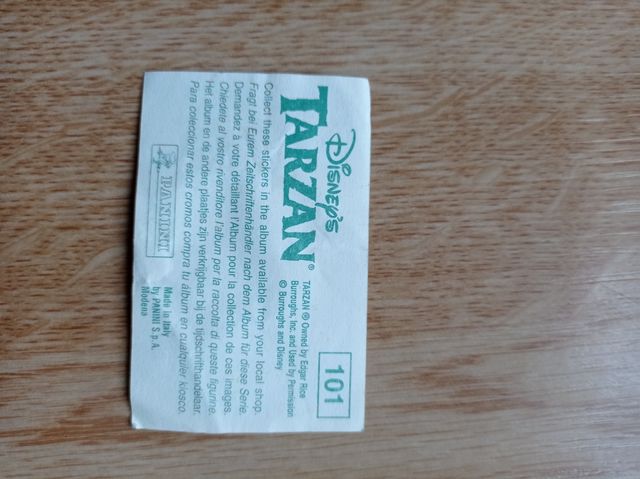 Disney's
TARZAN®
TARZAN ® Owned by Edgar Rice
Burroughs, Inc. and Used by Permission
© Burroughs and Disney
101
Collect these stickers in the album available from your local shop.
Fragt bei Eurem Zeitschriftenhändler nach dem Album für diese Serie.
Demandez à votre détaillant l'Album pour la collection de ces images.
Chiedete al vostro rivenditore l'album per la raccolta di queste figurine.
Het album en de andere plaatjes zijn verkrijgbaar bij de tijdschrifthandelaar.
Para coleccionar estos cromos compra tu álbum en cualquier kiosco.
PANINI
Made in Italy
by PANINI S.p.A.
Modena